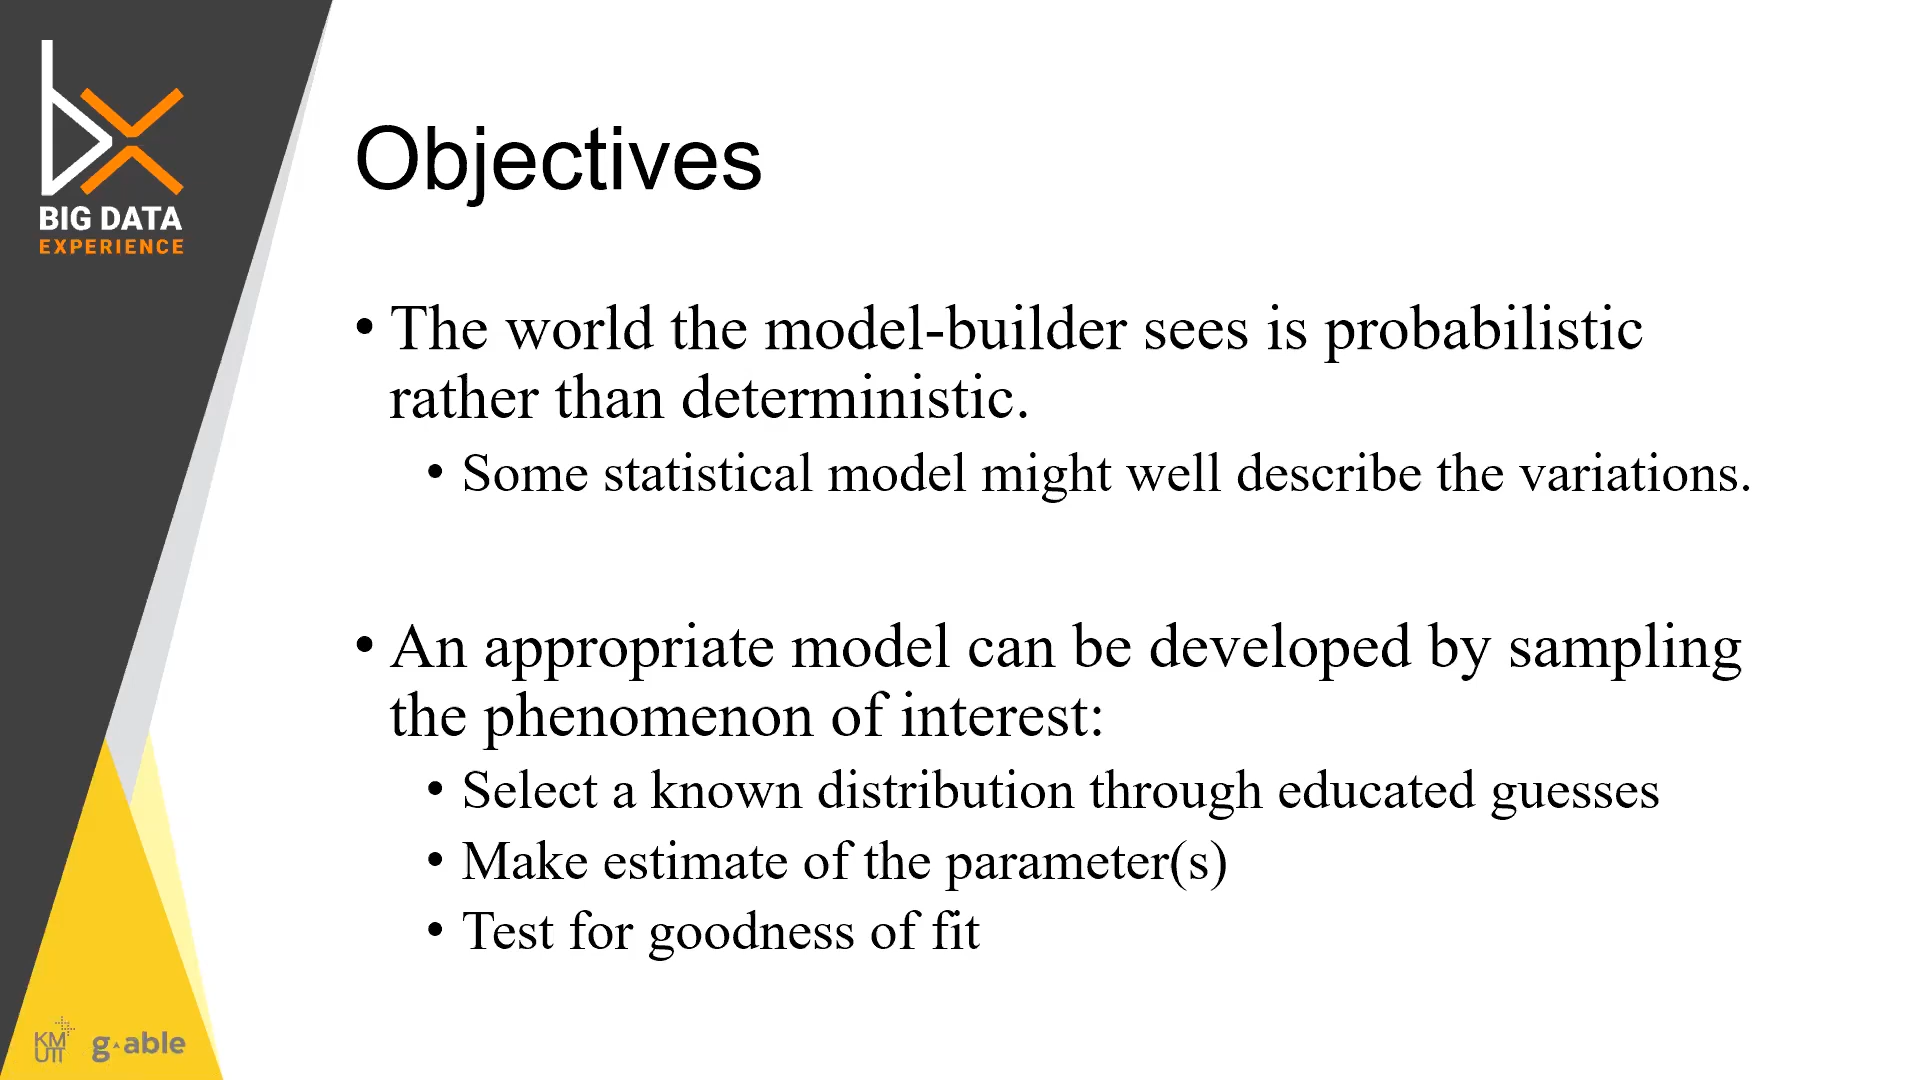 BIG DATA
EXPERIENCE
Objectives
• The world the model-builder sees is probabilistic
rather than deterministic.
• Some statistical model might well describe the variations.
• An appropriate model can be developed by sampling
the phenomenon of interest:
• Select a known distribution through educated guesses
• Make estimate of the parameter(s)
• Test for goodness of fit
KM
UTT
g-able